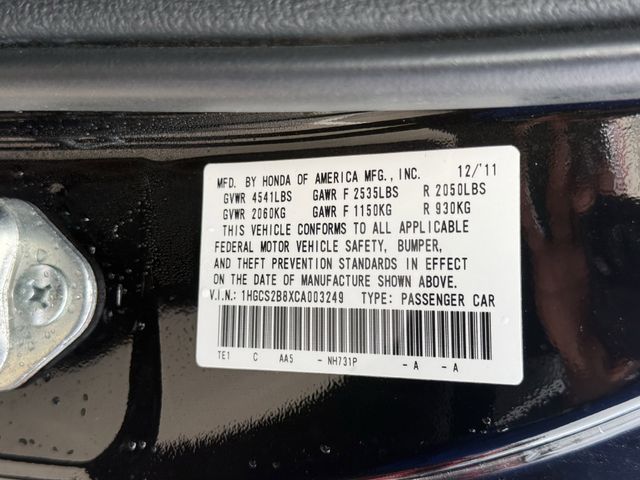 MFD. BY HONDA OF AMERICA MFG., INC. 12/'11
GVWR 4541LBS GAWR F 2535LBS R 2050LBS
GVWR 2060KG GAWR F 1150KG R 930KG
THIS VEHICLE CONFORMS TO ALL APPLICABLE
FEDERAL MOTOR VEHICLE SAFETY, BUMPER,
AND THEFT PREVENTION STANDARDS IN EFFECT
ON THE DATE OF MANUFACTURE SHOWN ABOVE.
V.I.N.: 1HGCS2B8XCA003249 TYPE: PASSENGER CAR
TE1 C AA5 - NH731P - A - A